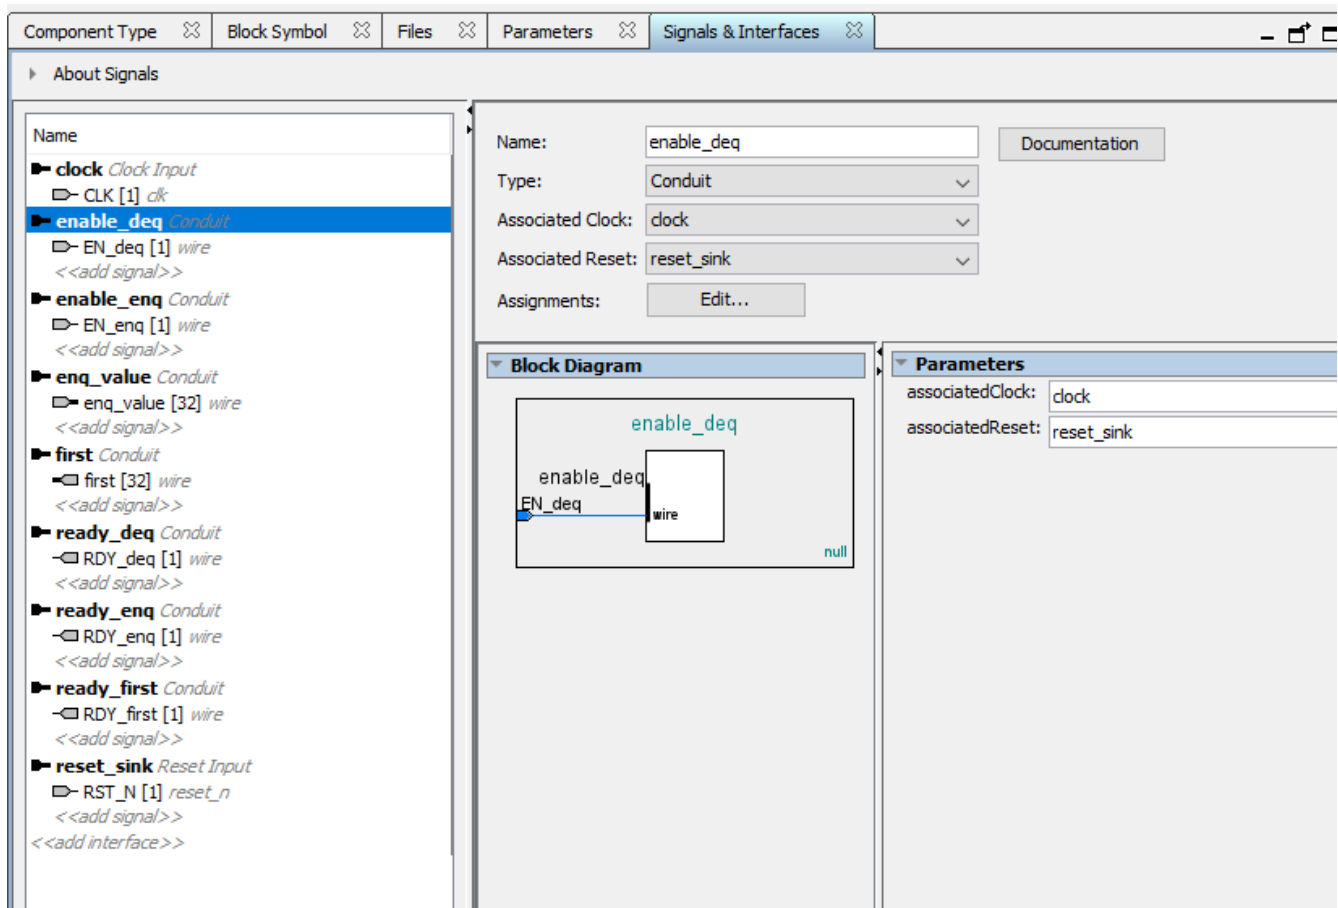 Component Type
Block Symbol
Files
Parameters
Signals & Interfaces
About Signals
Name
clock Clock Input
CLK [1] clk
enable_deq Conduit
EN_deq [1] wire
<<add signal>>
enable_enq Conduit
EN_enq [1] wire
<<add signal>>
enq_value Conduit
enq_value [32] wire
<<add signal>>
first Conduit
first [32] wire
<<add signal>>
ready_deq Conduit
RDY_deq [1] wire
<<add signal>>
ready_enq Conduit
RDY_enq [1] wire
<<add signal>>
ready_first Conduit
RDY_first [1] wire
<<add signal>>
reset_sink Reset Input
RST_N [1] reset_n
<<add signal>>
<<add interface>>
Name: enable_deq Documentation
Type: Conduit
Associated Clock: clock
Associated Reset: reset_sink
Assignments: Edit...
Block Diagram
enable_deq
enable_deq
EN_deq
wire
null
Parameters
associatedClock: clock
associatedReset: reset_sink